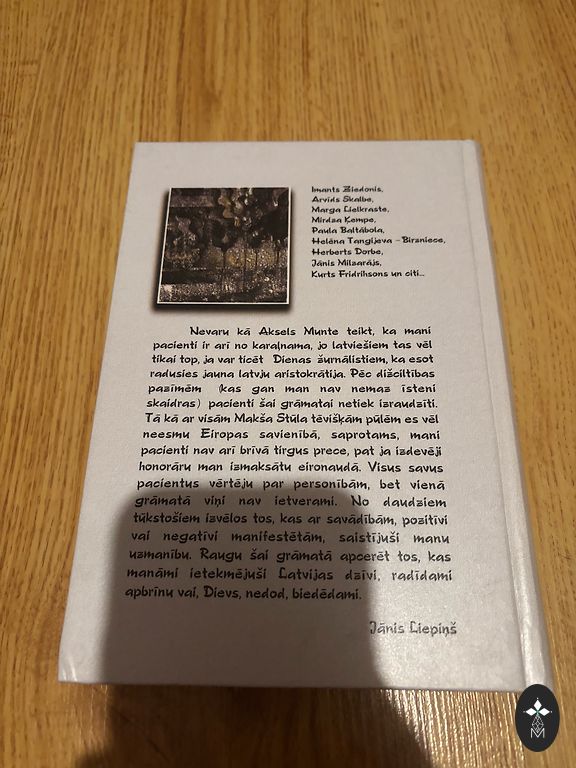 Imants Ziedonis,
Arvīds Skalbe,
Marga Lielkraste,
Mirdza Ķempe,
Paula Baltābola,
Helēna Tangijeva - Birzniece,
Herberts Dorbe,
Jānis Milzarājs,
Kurts Fridrihsons un citi...
Nevaru kā Aksels Munte teikt, ka mani
pacienti ir arī no karaļnama, jo latviešiem tas vēl
tikai top, ja var ticēt Dienas žurnālistiem, ka esot
radusies jauna latvju aristokrātija. Pēc dižciltības
pazīmēm (kas gan man nav nemaz īsteni
skaidras) pacienti šai grāmatai netiek izraudzīti.
Tā kā ar visām Makša Stūla tēvišķām pūlēm es vēl
neesmu Eiropas savienībā, saprotams, mani
pacienti nav arī brīvā tirgus prece, pat ja izdevēji
honorāru man izmaksātu eironaudā. Visus savus
pacientus vērtēju par personībām, bet vienā
grāmatā viņi nav ietverami. No daudziem
tūkstošiem izvēlos tos, kas ar savādībām, pozitīvi
vai negatīvi manifestētām, saistījuši manu
uzmanību. Raugu šai grāmatā apcerēt tos, kas
manāmi ietekmējuši Latvijas dzīvi, radīdami
apbrīnu vai, Dievs, nedod, biedēdami.
Jānis Liepiņš
M